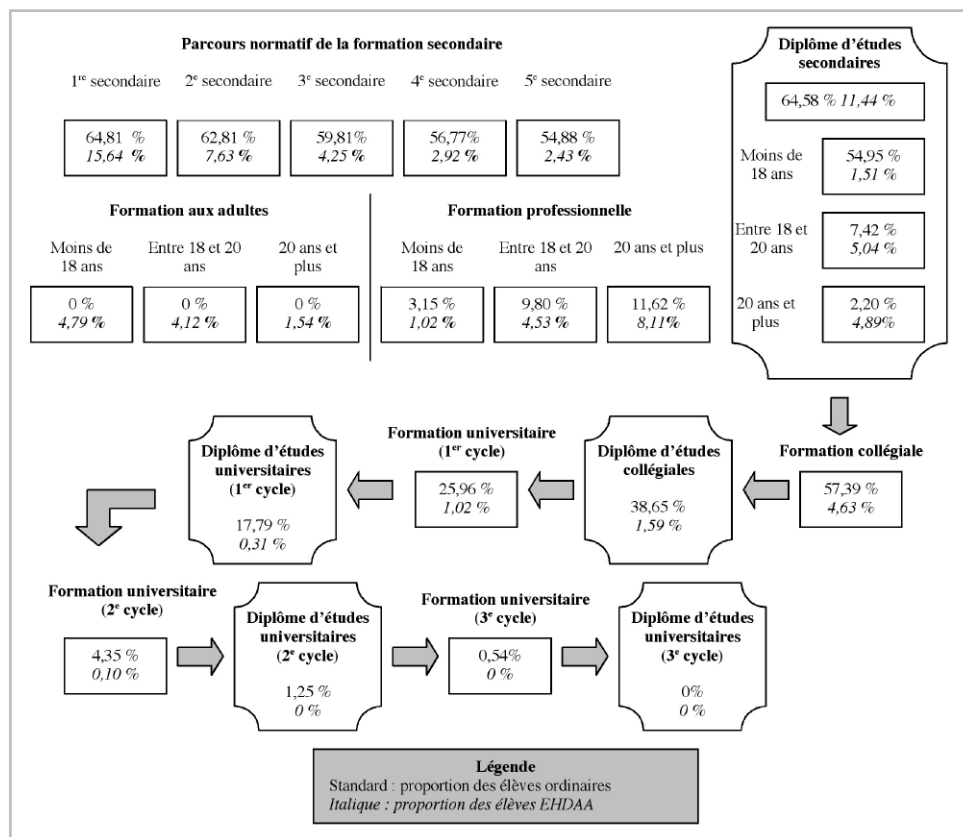 Parcours normatif de la formation secondaire
1re secondaire 2e secondaire 3e secondaire 4e secondaire 5e secondaire
64,81 % 62,81 % 59,81% 56,77% 54,88 %
15,64 % 7,63 % 4,25 % 2,92 % 2,43 %
Formation aux adultes
Moins de 18 ans
Entre 18 et 20 ans
20 ans et plus
0 % 0 % 0 %
4,79 % 4,12 % 1,54 %
Formation professionnelle
Moins de 18 ans
Entre 18 et 20 ans
20 ans et plus
3,15 % 9,80 % 11,62 %
1,02 % 4,53 % 8,11%
Diplôme d'études
secondaires
64,58 % 11,44 %
Moins de
18 ans
54,95 %
1,51 %
Entre 18 et
20 ans
7,42 %
5,04 %
20 ans et
plus
2,20 %
4,89%
Formation collégiale
57,39 %
4,63 %
Diplôme d'études
collégiales
38,65 %
1,59 %
Formation universitaire
(1er cycle)
25,96 %
1,02 %
Diplôme d'études
universitaires
(1er cycle)
17,79 %
0,31 %
Formation universitaire
(2e cycle)
4,35 %
0,10 %
Diplôme d'études
universitaires
(2e cycle)
1,25 %
0 %
Formation universitaire
(3e cycle)
0,54%
0 %
Diplôme d'études
universitaires
(3e cycle)
0%
0 %
Légende
Standard : proportion des élèves ordinaires
Italique : proportion des élèves EHDAA